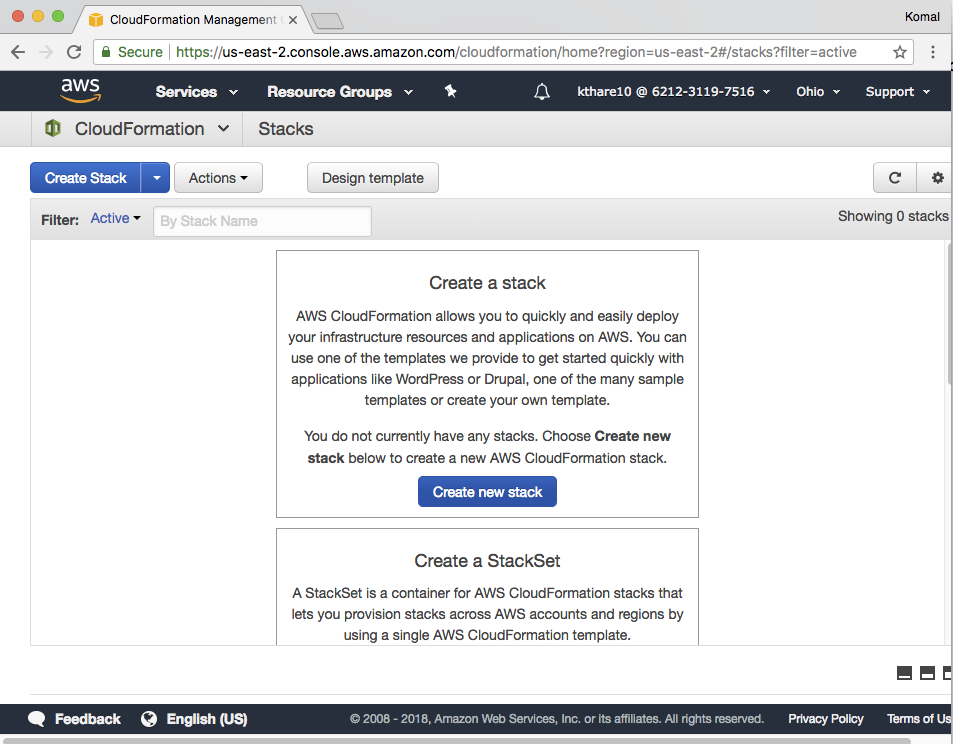 CloudFormation Management
Komal
Secure
https://us-east-2.console.aws.amazon.com/cloudformation/home?region=us-east-2#/stacks?filter=active
aws
Services
Resource Groups
kthare10 @ 6212-3119-7516
Ohio
Support
CloudFormation
Stacks
Create Stack
Actions
Design template
Filter:
Active
By Stack Name
Showing 0 stacks
Create a stack
AWS CloudFormation allows you to quickly and easily deploy
your infrastructure resources and applications on AWS. You can
use one of the templates we provide to get started quickly with
applications like WordPress or Drupal, one of the many sample
templates or create your own template.
You do not currently have any stacks. Choose Create new
stack below to create a new AWS CloudFormation stack.
Create new stack
Create a StackSet
A StackSet is a container for AWS CloudFormation stacks that
lets you provision stacks across AWS accounts and regions by
using a single AWS CloudFormation template.
Feedback
English (US)
© 2008 - 2018, Amazon Web Services, Inc. or its affiliates. All rights reserved.
Privacy Policy
Terms of Us